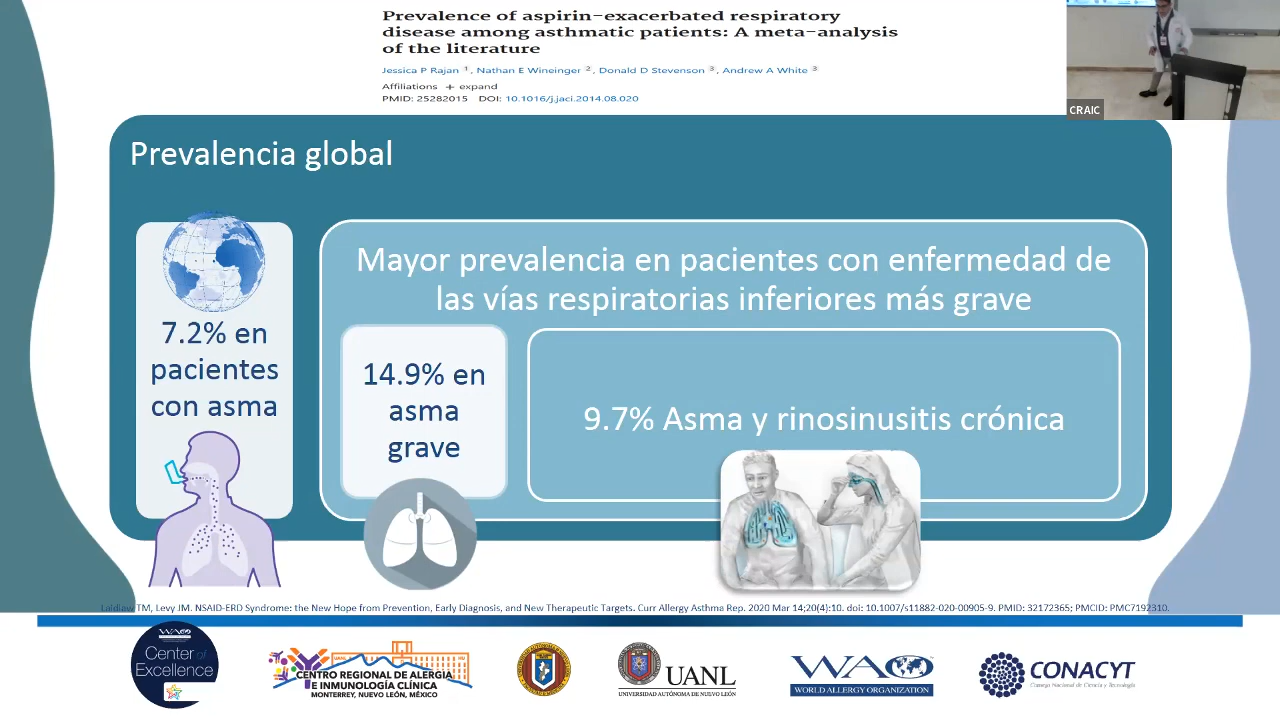 Prevalence of aspirin-exacerbated respiratory
disease among asthmatic patients: A meta-analysis
of the literature
Jessica P Rajan 1, Nathan E Wineinger 2, Donald D Stevenson 3, Andrew A White 3
Affiliations + expand
PMID: 25282015 DOI: 10.1016/j.jaci.2014.08.020
CRAIC
Prevalencia global
7.2% en
pacientes
con asma
Mayor prevalencia en pacientes con enfermedad de
las vías respiratorias inferiores más grave
14.9% en
asma
grave
9.7% Asma y rinosinusitis crónica
Laidlaw TM, Levy JM. NSAID-ERD Syndrome: the New Hope from Prevention, Early Diagnosis, and New Therapeutic Targets. Curr Allergy Asthma Rep. 2020 Mar 14;20(4):10. doi: 10.1007/s11882-020-00905-9. PMID: 32172365; PMCID: PMC7192310.
WAO
Center of
Excellence
CENTRO REGIONAL DE ALERGIA
E INMUNOLOGÍA CLÍNICA
MONTERREY, NUEVO LEÓN, MÉXICO
UANL
UNIVERSIDAD AUTÓNOMA DE NUEVO LEÓN
WAO
WORLD ALLERGY ORGANIZATION
CONACYT
Consejo Nacional de Ciencia y Tecnología